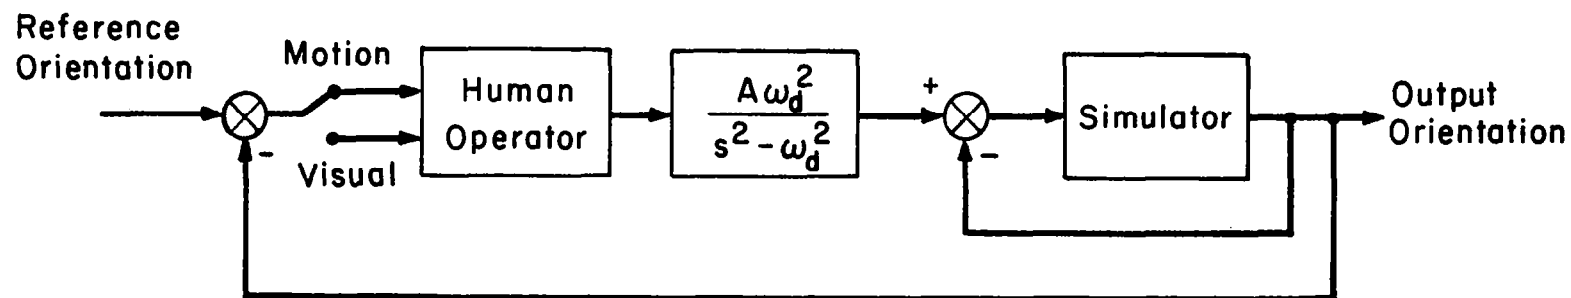 Reference
Orientation
Motion
Visual
-
Human
Operator
Aω_d^2
s^2 - ω_d^2
+
-
Simulator
Output
Orientation